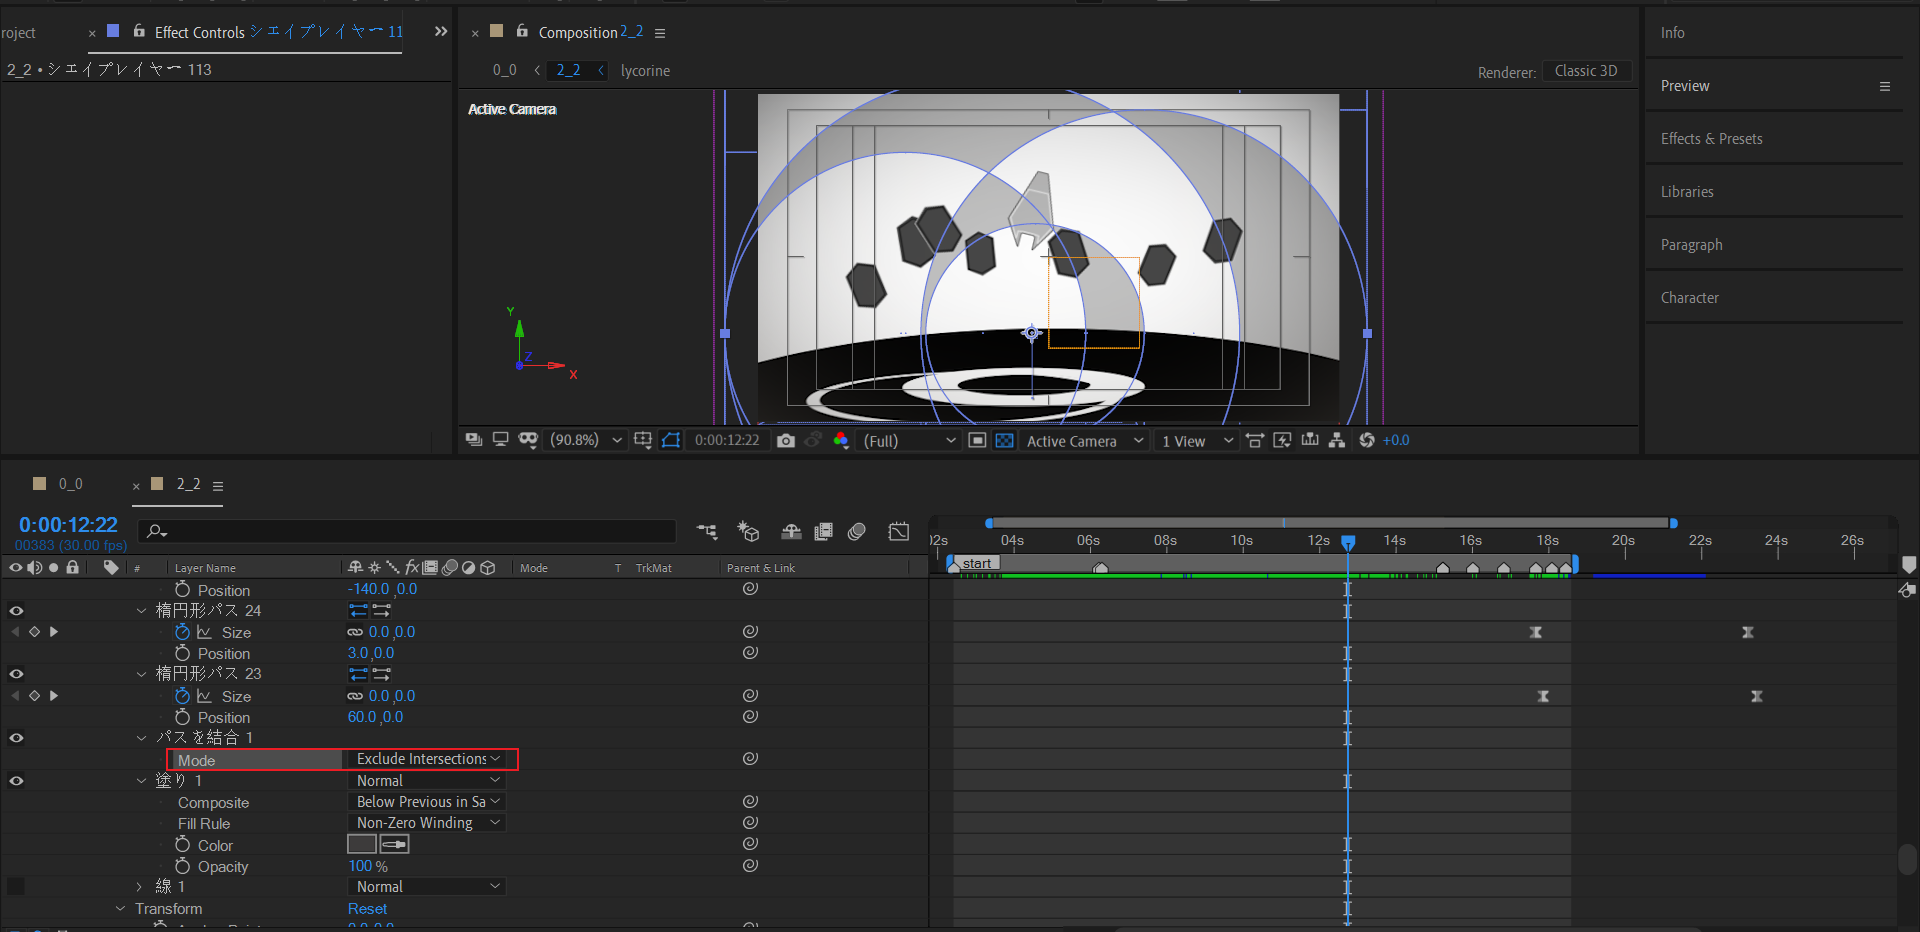 roject
× Effect Controls シエイプレイヤー 11
»
× Composition 2_2
Info
2_2 • シエイプレイヤー 113
0_0 < 2_2 < lycorine
Renderer: Classic 3D
Preview
Active Camera
Effects & Presets
Libraries
Paragraph
Character
Y
Z
X
(90.8%)
0:00:12:22
(Full)
Active Camera
1 View
+0.0
0_0
× 2_2
0:00:12:22
00383 (30.00 fps)
02s 04s 06s 08s 10s 12s 14s 16s 18s 20s 22s 24s 26s
start
# Layer Name fx Mode T TrkMat Parent & Link
Position -140.0,0.0
楕円形パス 24
Size 0.0,0.0
Position 3.0,0.0
楕円形パス 23
Size 0.0,0.0
Position 60.0,0.0
パスを結合 1
Mode Exclude Intersections
塗り 1 Normal
Composite Below Previous in Sa
Fill Rule Non-Zero Winding
Color
Opacity 100 %
線 1 Normal
Transform Reset